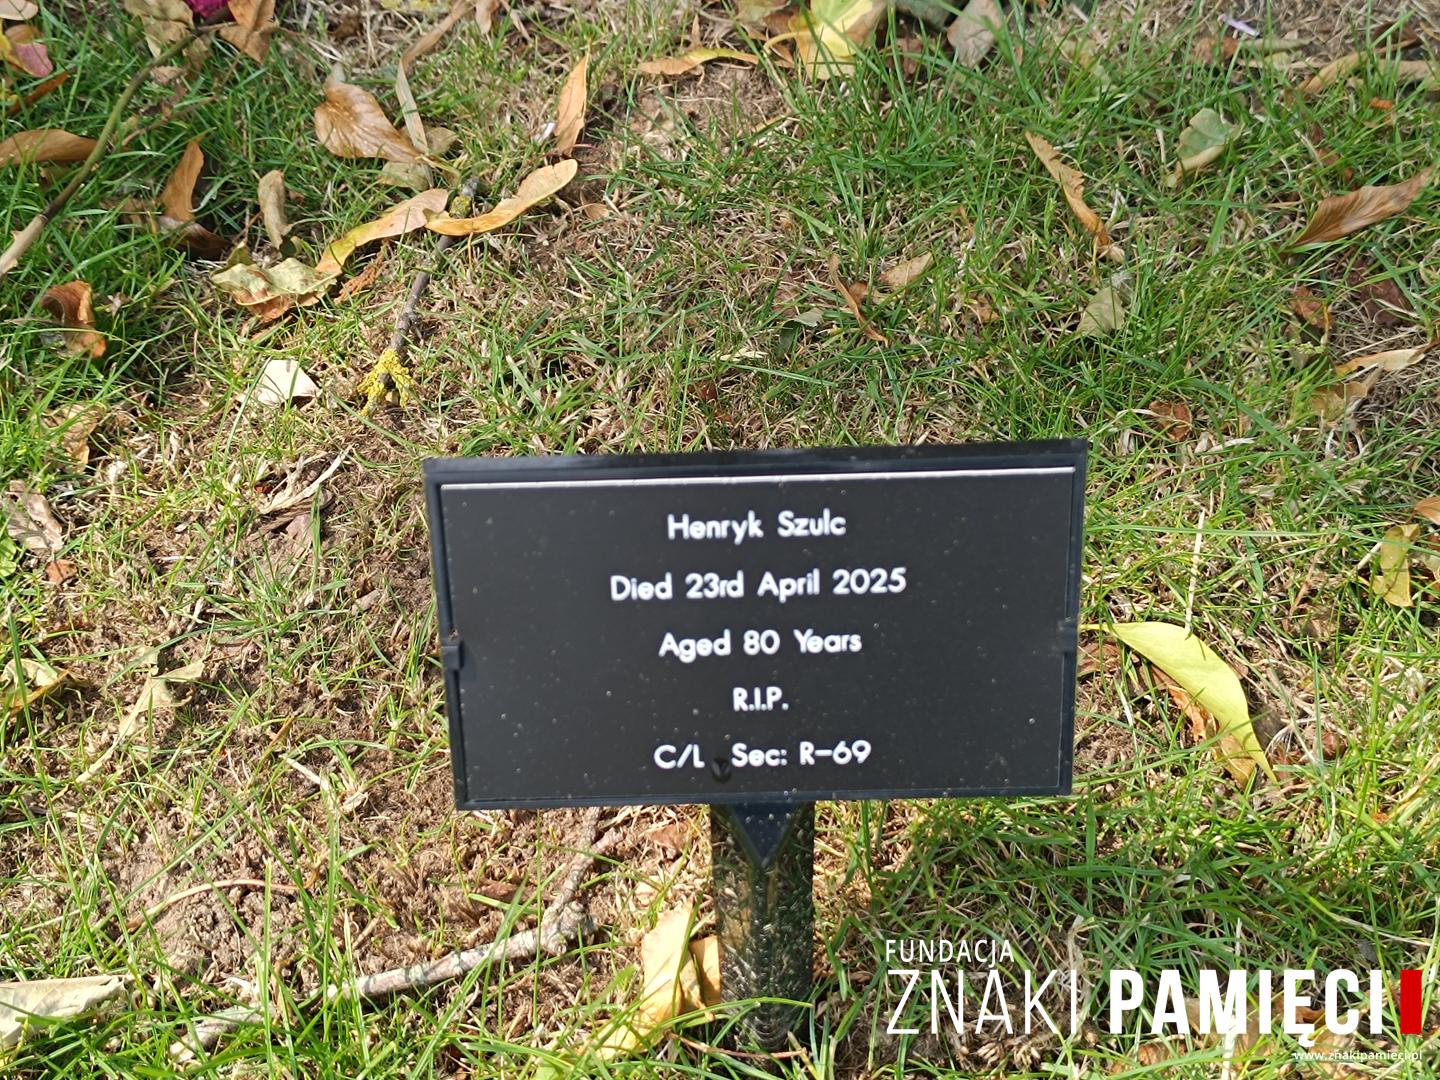 Henryk Szulc
Died 23rd April 2025
Aged 80 Years
R.I.P.
C/L Sec: R-69
FUNDACJA
ZNAKI PAMIĘCI
www.znakipamieci.pl